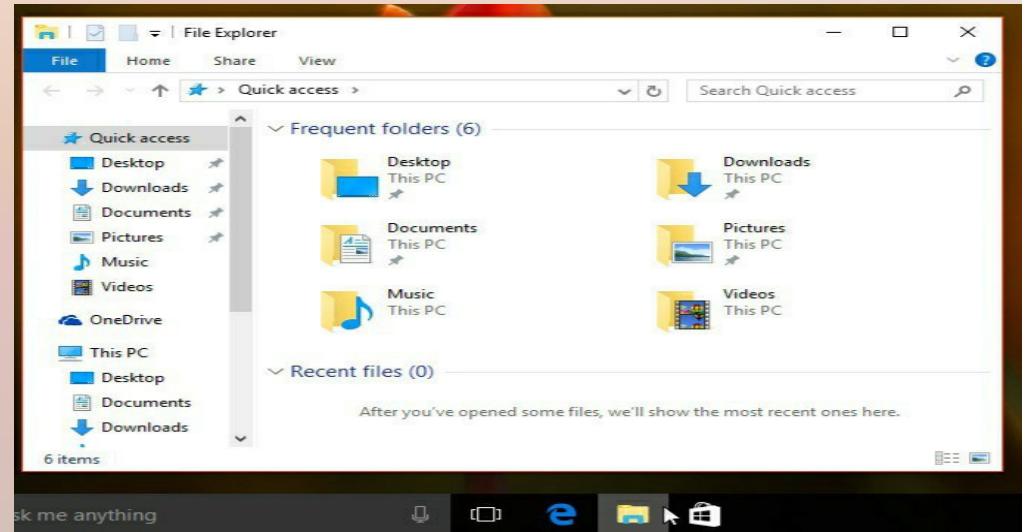 File Explorer
File Home Share View
Quick access
Search Quick access
Quick access
Desktop
Downloads
Documents
Pictures
Music
Videos
OneDrive
This PC
Desktop
Documents
Downloads
Frequent folders (6)
Desktop
This PC
Downloads
This PC
Documents
This PC
Pictures
This PC
Music
This PC
Videos
This PC
Recent files (0)
After you've opened some files, we'll show the most recent ones here.
6 items
sk me anything